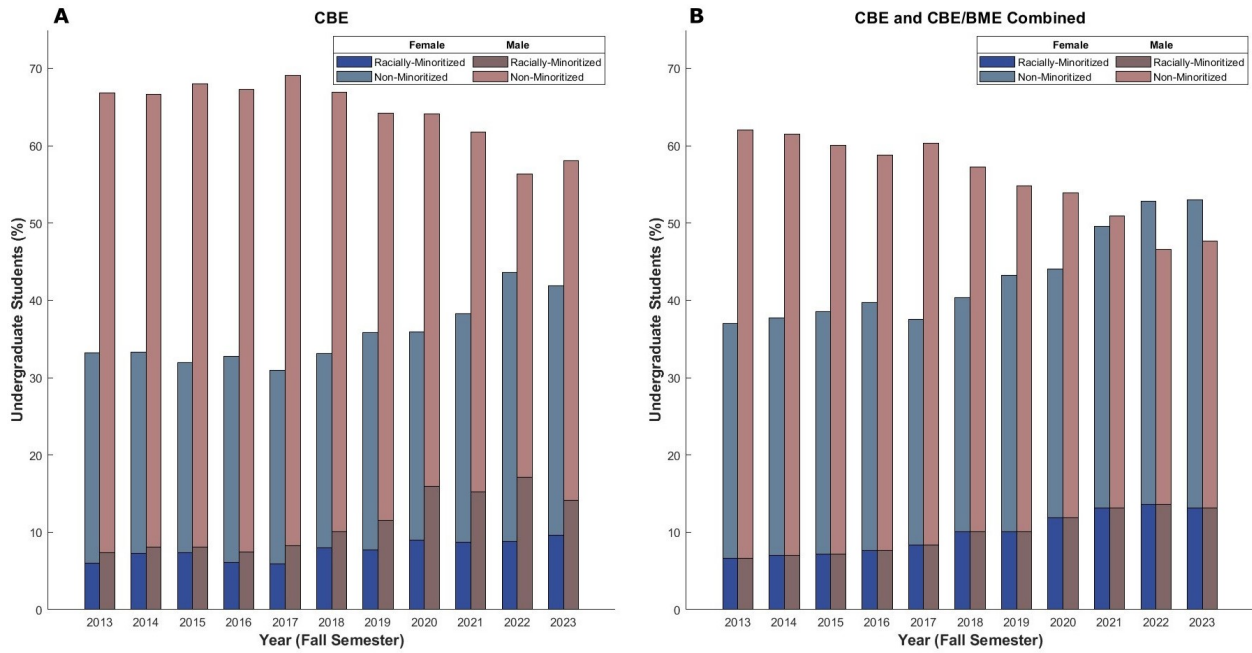 A
CBE
Female Male
Racially-Minoritized Racially-Minoritized
Non-Minoritized Non-Minoritized
70
60
50
40
30
20
10
0
Undergraduate Students (%)
2013 2014 2015 2016 2017 2018 2019 2020 2021 2022 2023
Year (Fall Semester)
B
CBE and CBE/BME Combined
Female Male
Racially-Minoritized Racially-Minoritized
Non-Minoritized Non-Minoritized
70
60
50
40
30
20
10
0
Undergraduate Students (%)
2013 2014 2015 2016 2017 2018 2019 2020 2021 2022 2023
Year (Fall Semester)